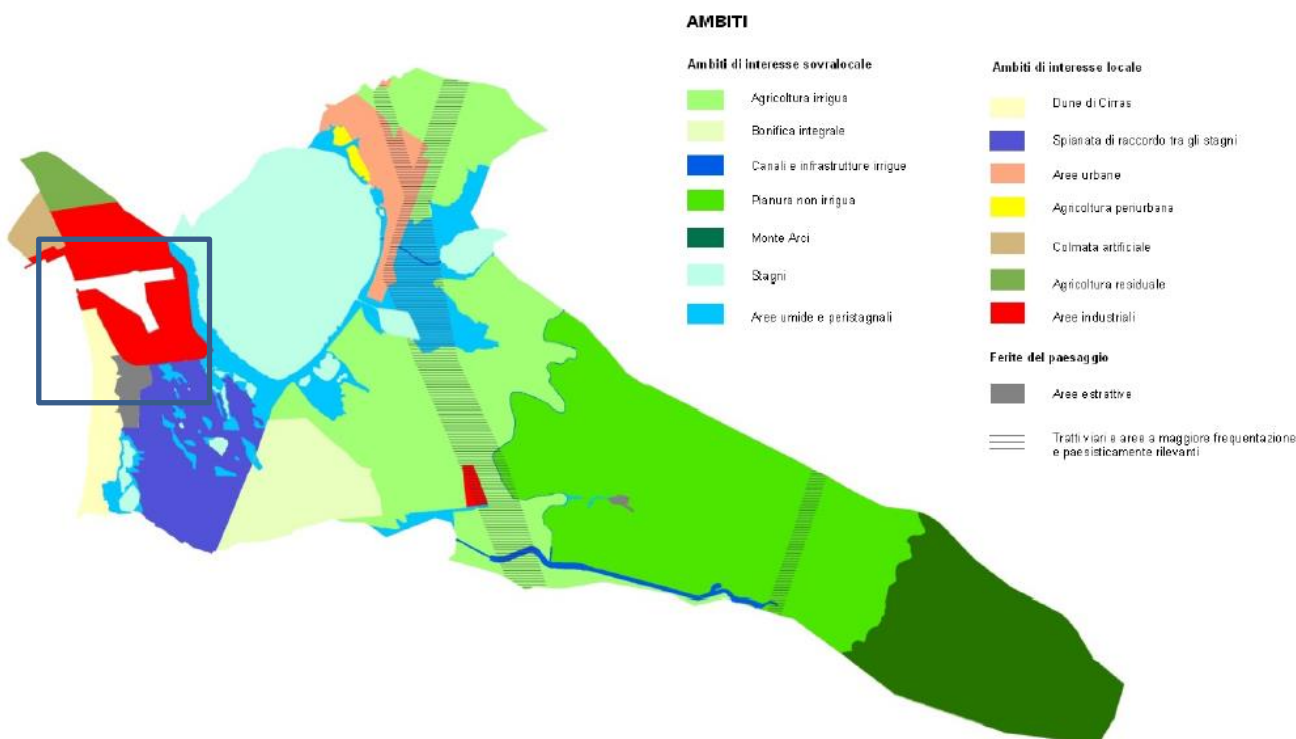 AMBITI
Ambiti di interesse sovralocale
Agricoltura irrigua
Bonifica integrale
Canali e infrastrutture irrigue
Pianura non irrigua
Monte Arci
Stagni
Aree umide e peristagnali
Ambiti di interesse locale
Dune di Cirras
Spianata di raccordo tra gli stagni
Aree urbane
Agricoltura periurbana
Colmata artificiale
Agricoltura residuale
Aree industriali
Ferite del paesaggio
Aree estrattive
Tratti viari e aree a maggiore frequentazione
e paesisticamente rilevanti